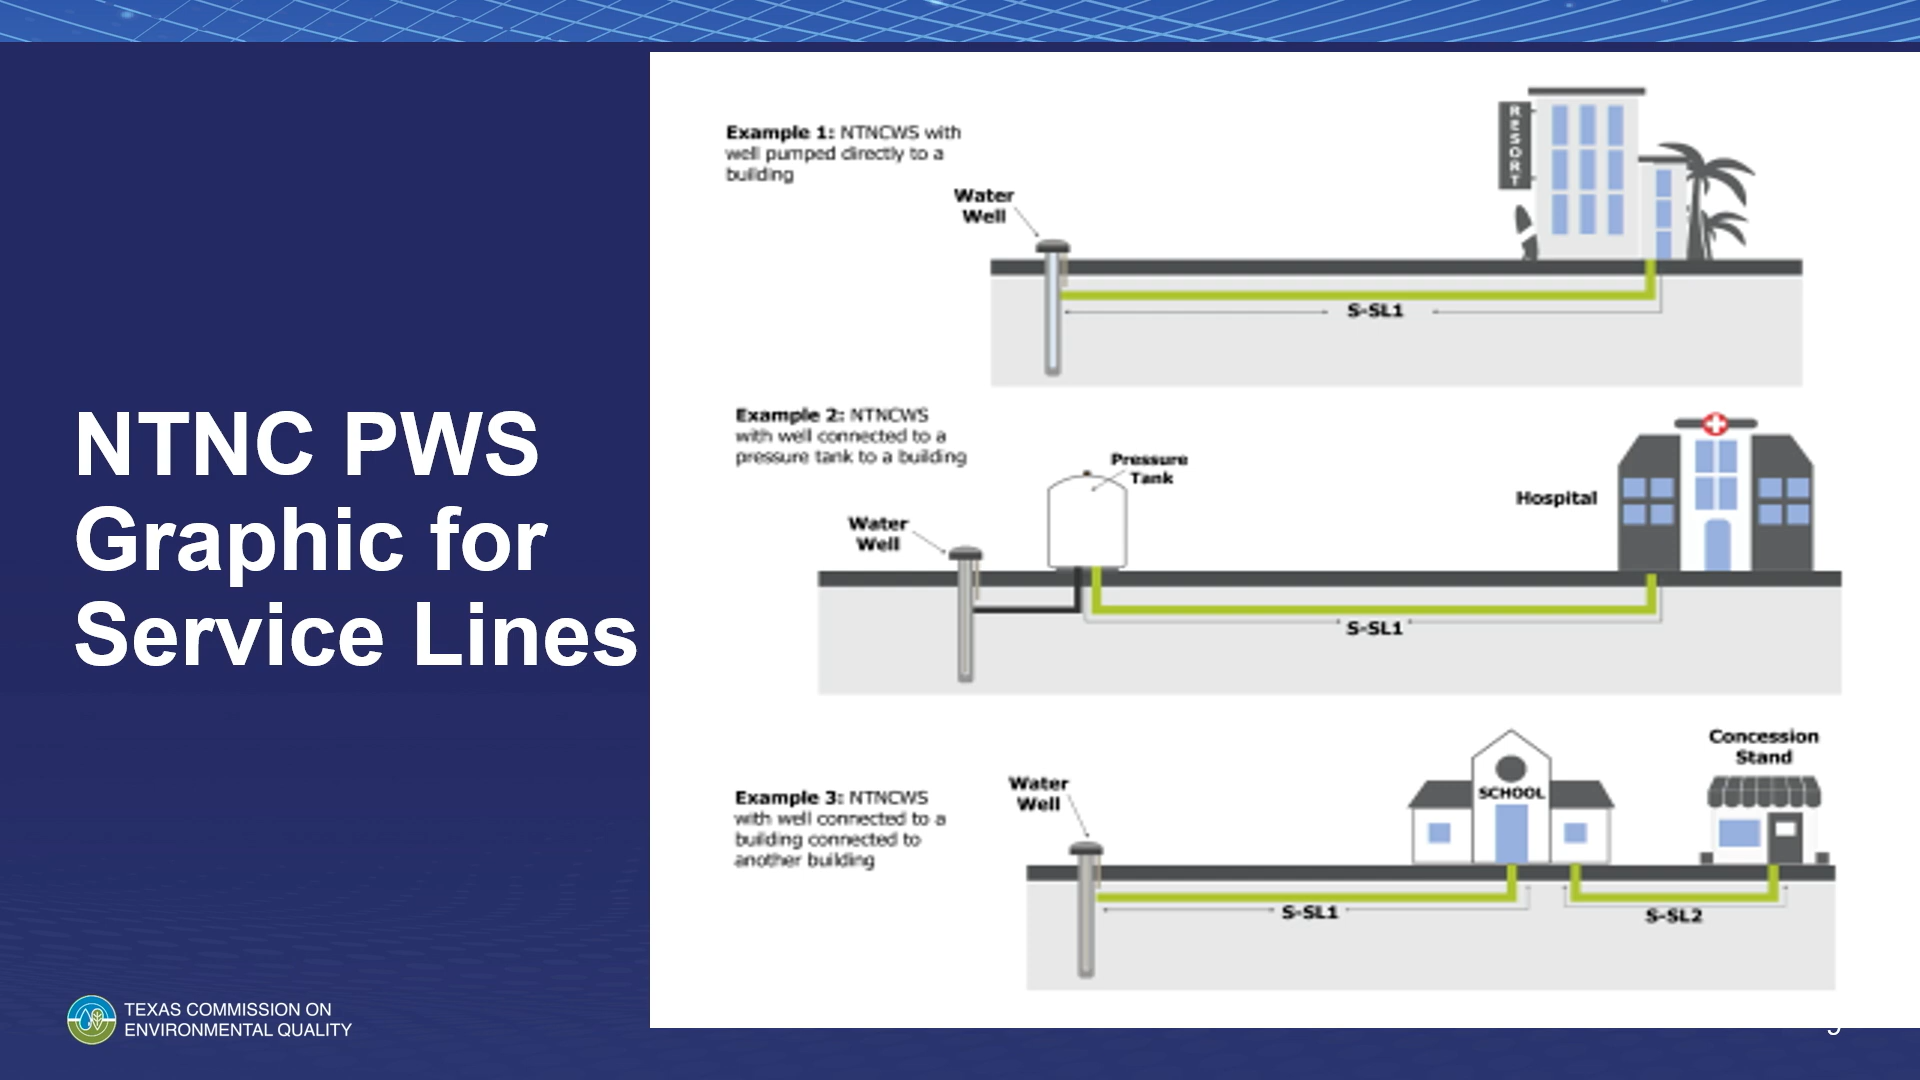 NTNC PWS
Graphic for
Service Lines
TEXAS COMMISSION ON
ENVIRONMENTAL QUALITY
Example 1: NTNCWS with
well pumped directly to a
building
Water
Well
RESORT
S-SL1
Example 2: NTNCWS
with well connected to a
pressure tank to a building
Pressure
Tank
Water
Well
Hospital
S-SL1
Example 3: NTNCWS
with well connected to a
building connected to
another building
Water
Well
SCHOOL
Concession
Stand
S-SL1
S-SL2